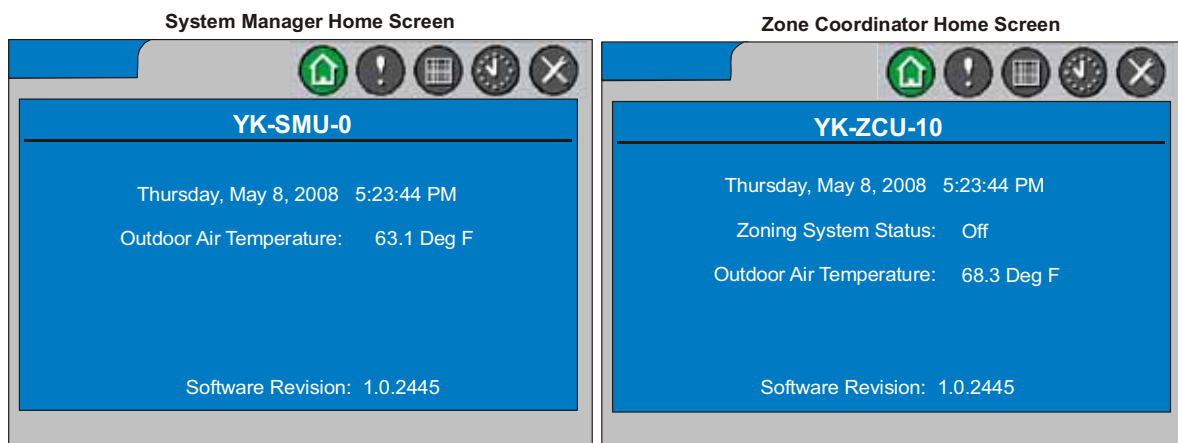 System Manager Home Screen
YK-SMU-0
Thursday, May 8, 2008 5:23:44 PM
Outdoor Air Temperature: 63.1 Deg F
Software Revision: 1.0.2445
Zone Coordinator Home Screen
YK-ZCU-10
Thursday, May 8, 2008 5:23:44 PM
Zoning System Status: Off
Outdoor Air Temperature: 68.3 Deg F
Software Revision: 1.0.2445